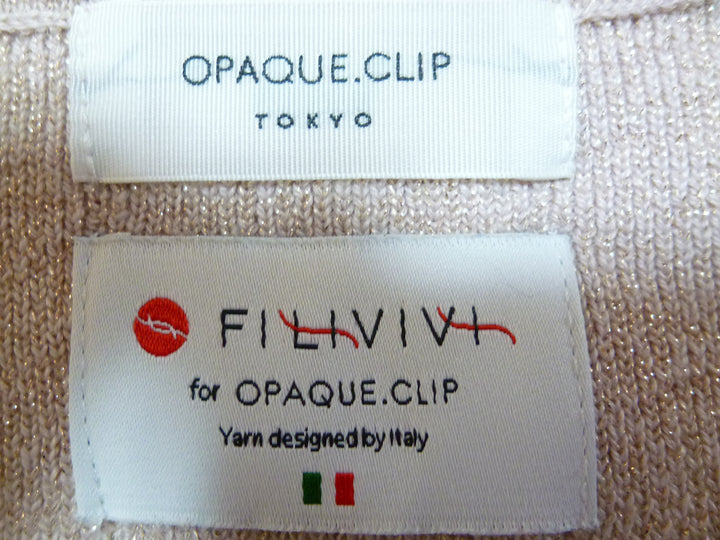 OPAQUE.CLIP
TOKYO
FILIVIVI
for OPAQUE.CLIP
Yarn designed by Italy